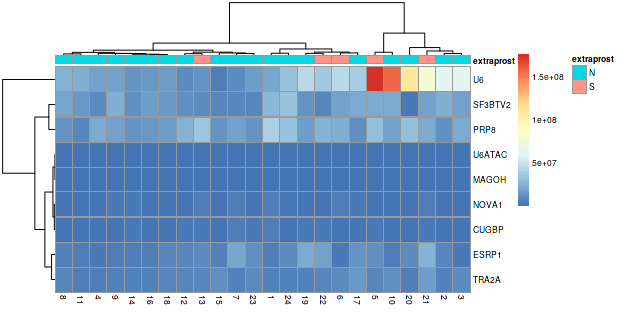 extraprost
U6
SF3BTV2
PRP8
U6ATAC
MAGOH
NOVA1
CUGBP
ESRP1
TRA2A
8 11 4 9 14 16 18 12 13 15 7 23 1 24 19 22 6 17 5 10 20 21 2 3
1.5e+08
1e+08
5e+07
extraprost
N
S